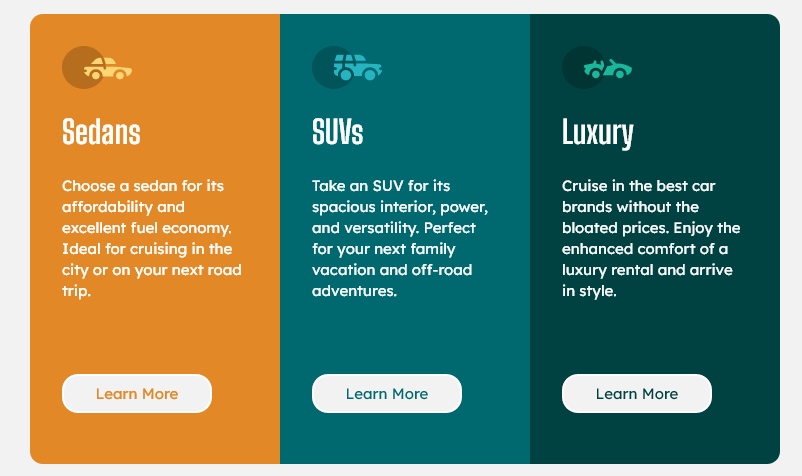 Sedans
Choose a sedan for its
affordability and
excellent fuel economy.
Ideal for cruising in the
city or on your next road
trip.
Learn More
SUVs
Take an SUV for its
spacious interior, power,
and versatility. Perfect
for your next family
vacation and off-road
adventures.
Learn More
Luxury
Cruise in the best car
brands without the
bloated prices. Enjoy the
enhanced comfort of a
luxury rental and arrive
in style.
Learn More